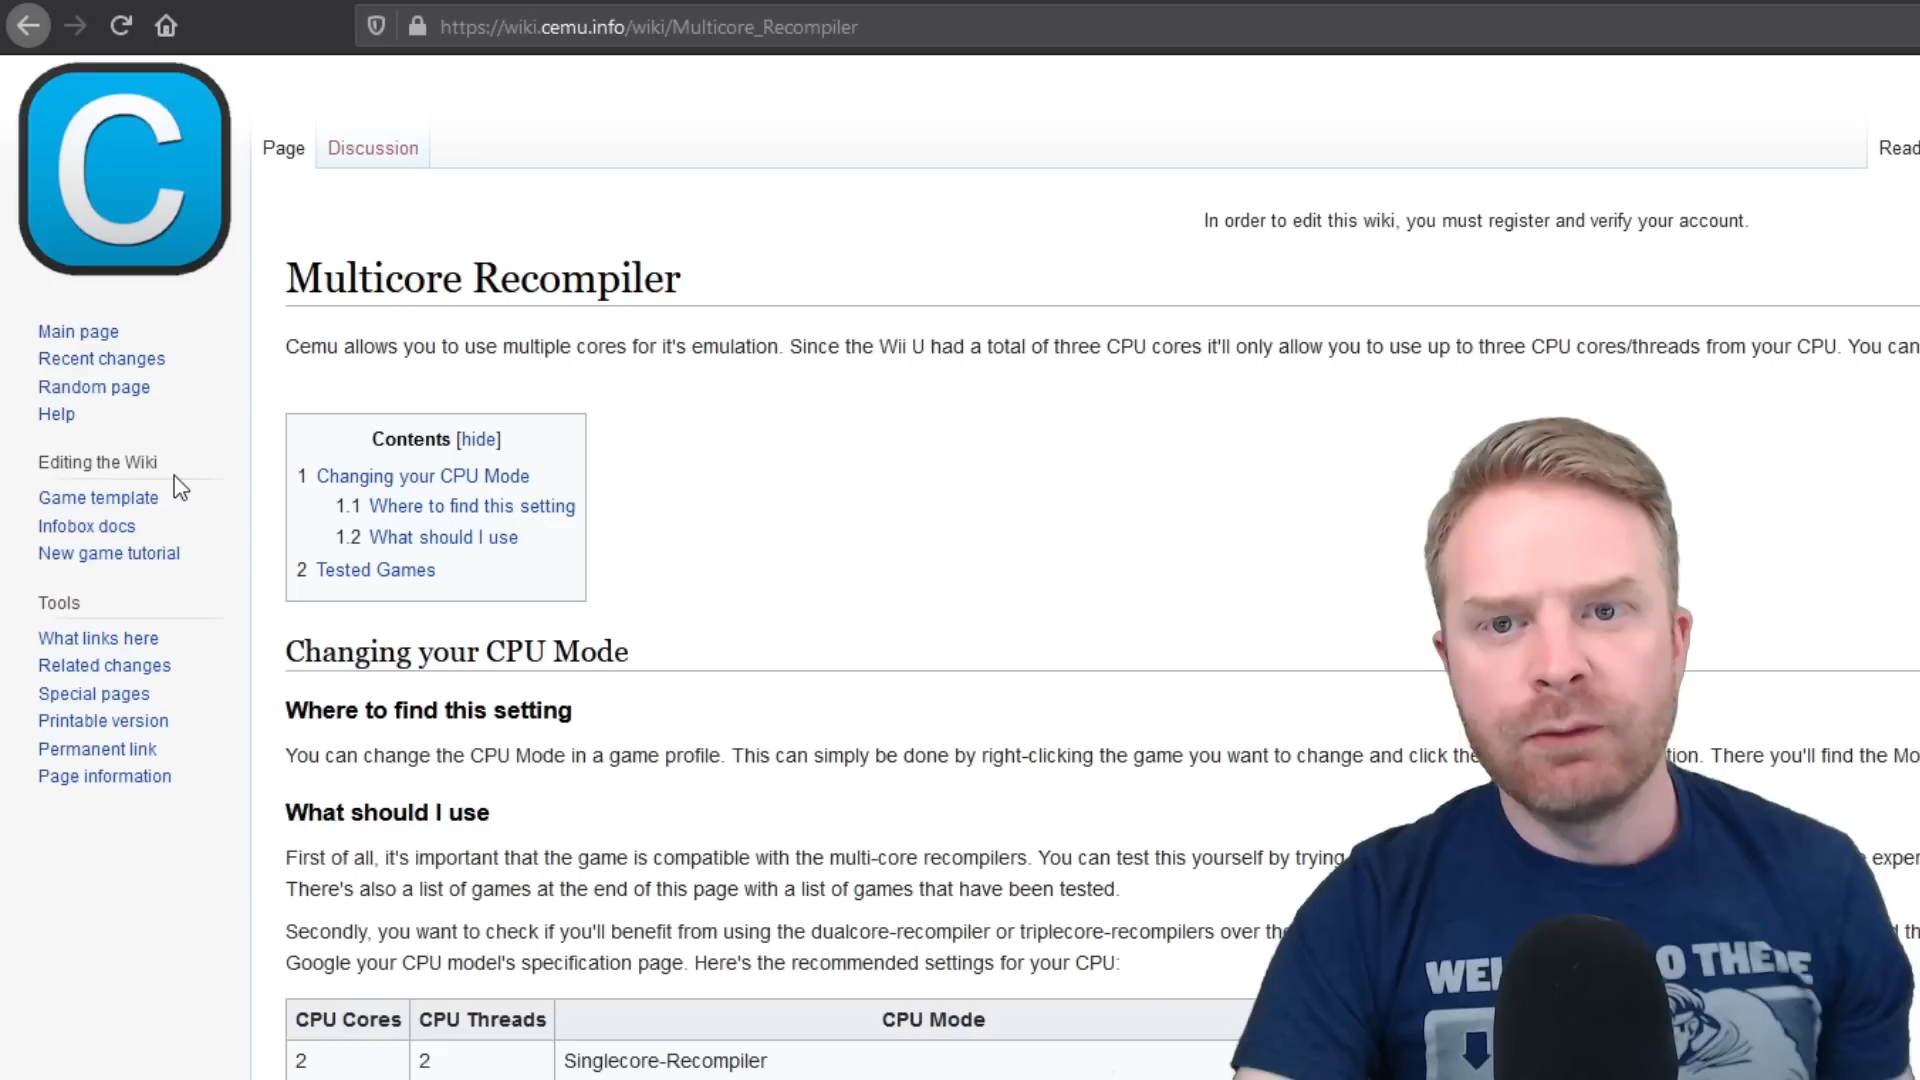 https://wiki.cemu.info/wiki/Multicore_Recompiler
C
Page
Discussion
Read
In order to edit this wiki, you must register and verify your account.
Multicore Recompiler
Cemu allows you to use multiple cores for it's emulation. Since the Wii U had a total of three CPU cores it'll only allow you to use up to three CPU cores/threads from your CPU. You can
Main page
Recent changes
Random page
Help
Editing the Wiki
Game template
Infobox docs
New game tutorial
Tools
What links here
Related changes
Special pages
Printable version
Permanent link
Page information
Contents [hide]
1 Changing your CPU Mode
1.1 Where to find this setting
1.2 What should I use
2 Tested Games
Changing your CPU Mode
Where to find this setting
You can change the CPU Mode in a game profile. This can simply be done by right-clicking the game you want to change and click the There you'll find the
What should I use
First of all, it's important that the game is compatible with the multi-core recompilers. You can test this yourself by trying
There's also a list of games at the end of this page with a list of games that have been tested.
Secondly, you want to check if you'll benefit from using the dualcore-recompiler or triplecore-recompilers over
Google your CPU model's specification page. Here's the recommended settings for your CPU:
CPU Cores CPU Threads CPU Mode
2 2 Singlecore-Recompiler